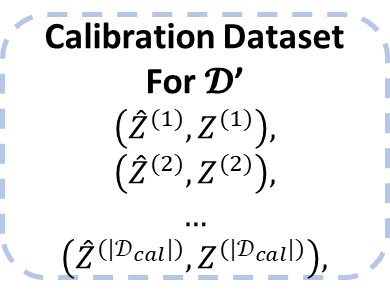 Calibration Dataset
For 𝓓’
(Ẑ⁽¹⁾, Z⁽¹⁾),
(Ẑ⁽²⁾, Z⁽²⁾),
...
(Ẑ^(|𝒟_cal|), Z^(|𝒟_cal|)),